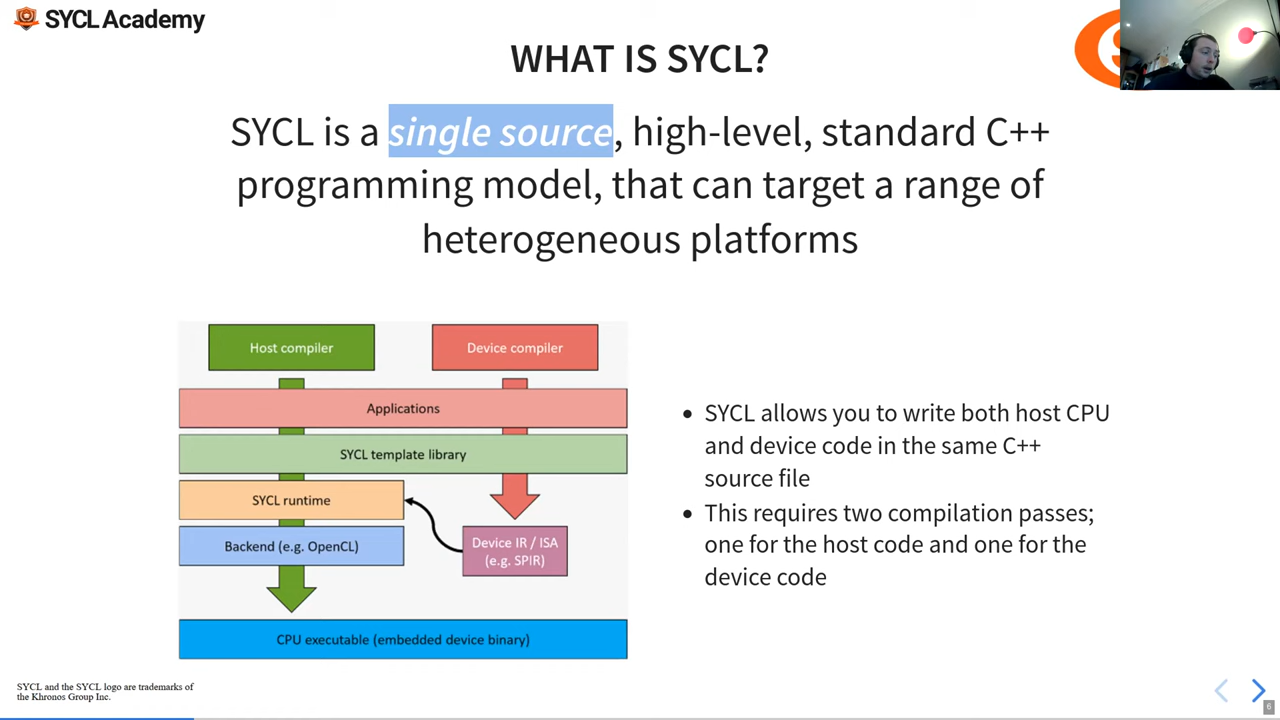 SYCL Academy
WHAT IS SYCL?
SYCL is a single source, high-level, standard C++
programming model, that can target a range of
heterogeneous platforms
Host compiler
Device compiler
Applications
SYCL template library
SYCL runtime
Backend (e.g. OpenCL)
Device IR / ISA
(e.g. SPIR)
CPU executable (embedded device binary)
• SYCL allows you to write both host CPU
and device code in the same C++
source file
• This requires two compilation passes;
one for the host code and one for the
device code
SYCL and the SYCL logo are trademarks of
the Khronos Group Inc.
6